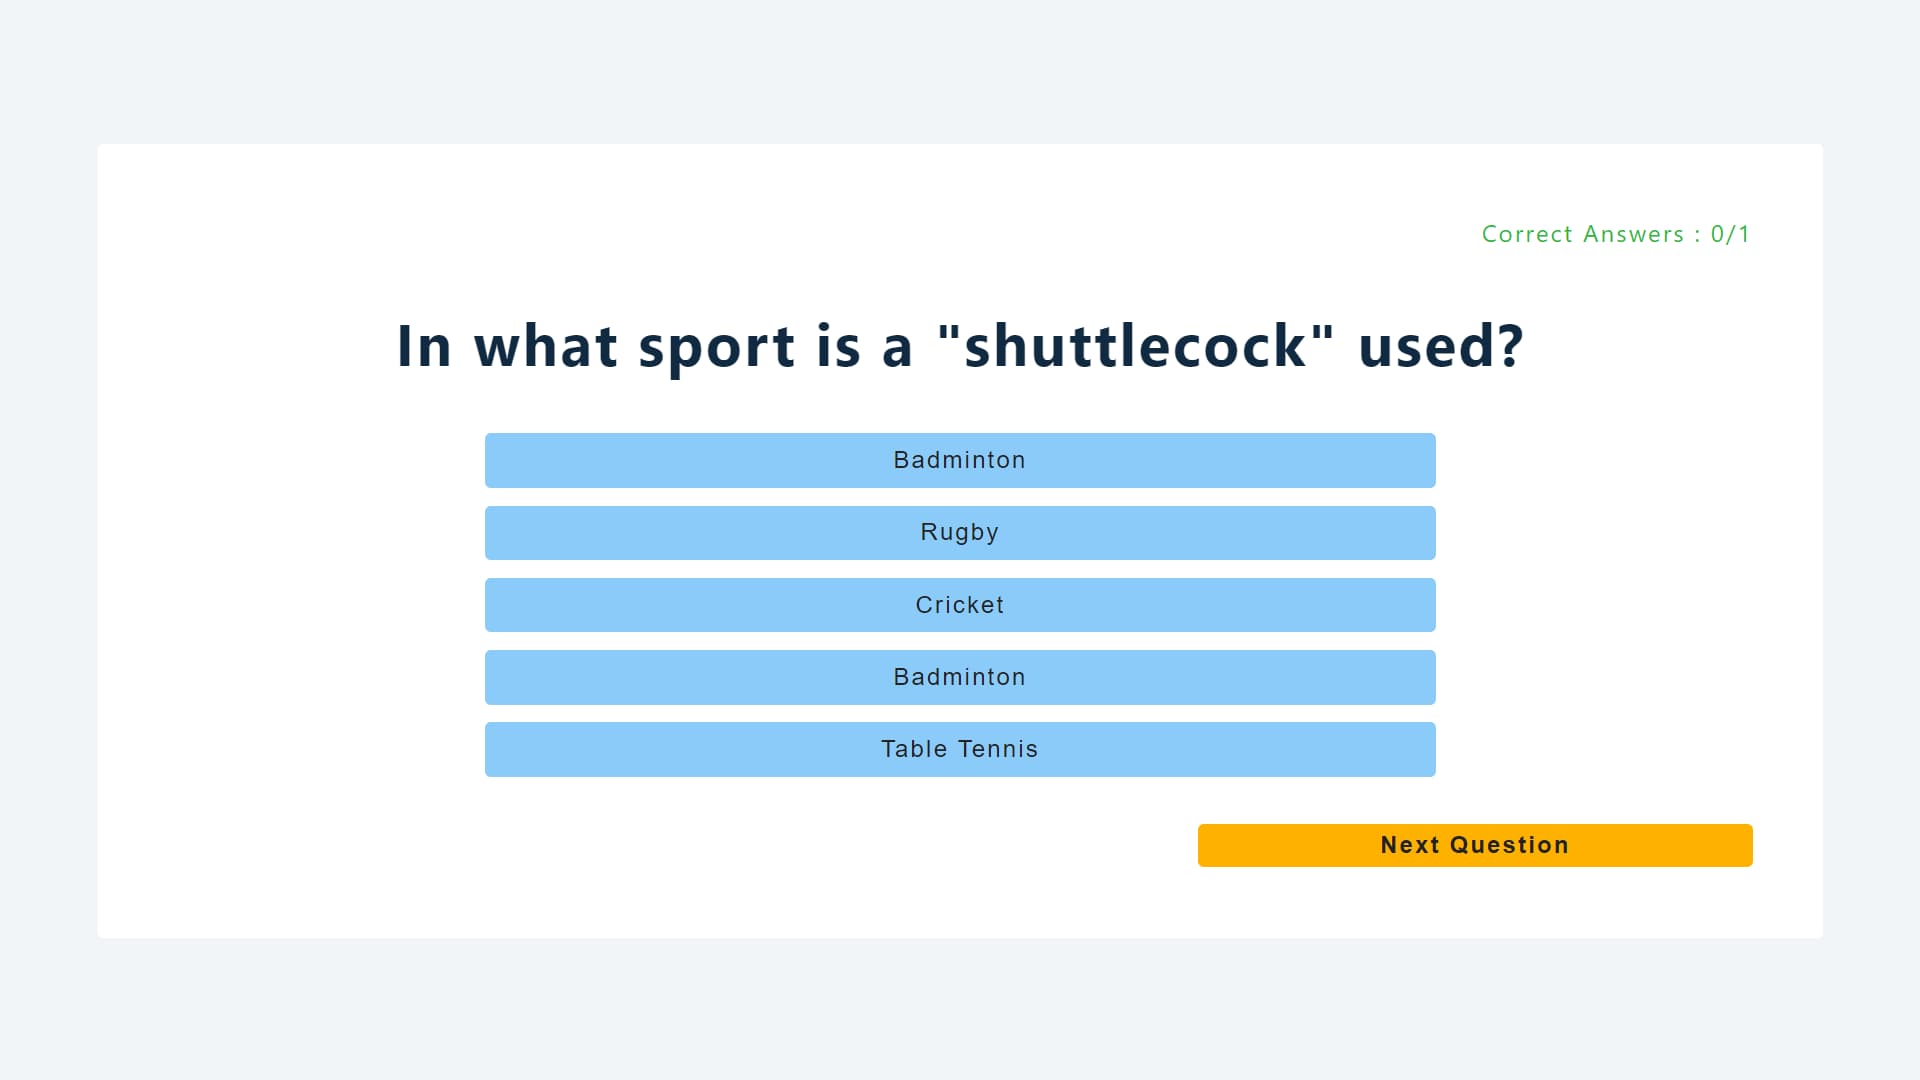 Correct Answers : 0/1
In what sport is a "shuttlecock" used?
Badminton
Rugby
Cricket
Badminton
Table Tennis
Next Question